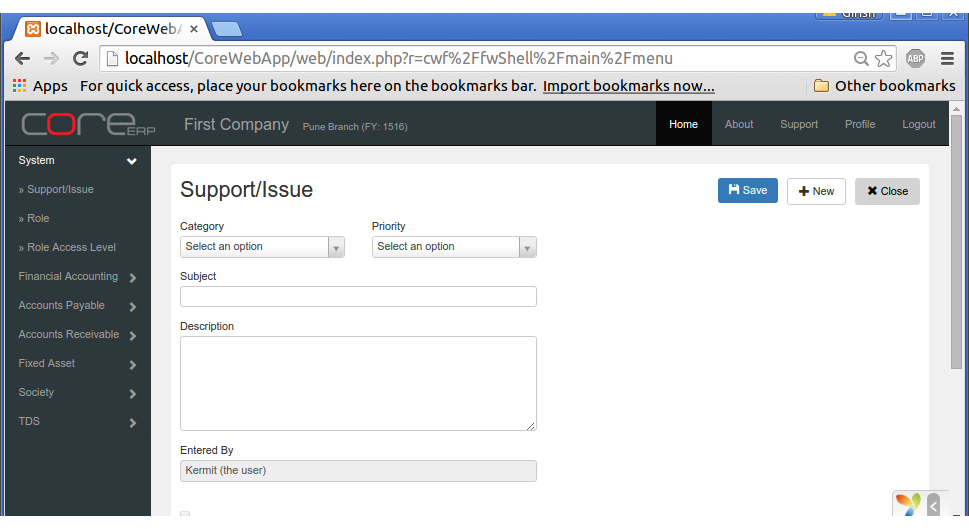 Girish
localhost/CoreWebA ×
localhost/CoreWebApp/web/index.php?r=cwf%2FfwShell%2Fmain%2Fmenu
ABP
Apps For quick access, place your bookmarks here on the bookmarks bar. Import bookmarks now... Other bookmarks
CORE ERP First Company Pune Branch (FY: 1516) Home About Support Profile Logout
System
» Support/Issue
» Role
» Role Access Level
Financial Accounting
Accounts Payable
Accounts Receivable
Fixed Asset
Society
TDS
Support/Issue Save + New ✖ Close
Category Priority
Select an option Select an option
Subject
Description
Entered By
Kermit (the user)